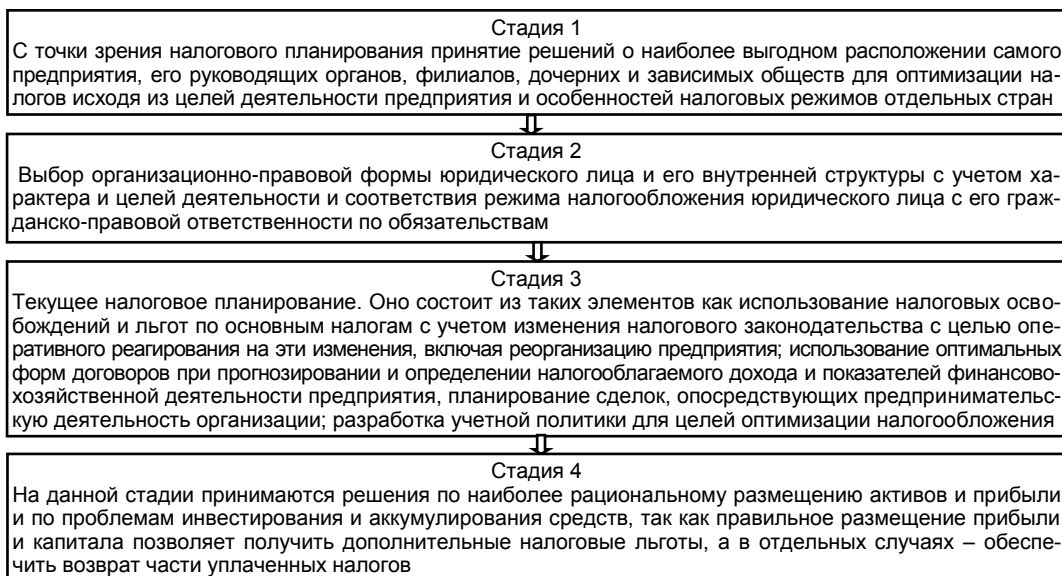 Стадия 1
С точки зрения налогового планирования принятие решений о наиболее выгодном расположении самого
предприятия, его руководящих органов, филиалов, дочерних и зависимых обществ для оптимизации на-
логов исходя из целей деятельности предприятия и особенностей налоговых режимов отдельных стран
Стадия 2
Выбор организационно-правовой формы юридического лица и его внутренней структуры с учетом ха-
рактера и целей деятельности и соответствия режима налогообложения юридического лица с его граж-
данско-правовой ответственности по обязательствам
Стадия 3
Текущее налоговое планирование. Оно состоит из таких элементов как использование налоговых осво-
бождений и льгот по основным налогам с учетом изменения налогового законодательства с целью опе-
ративного реагирования на эти изменения, включая реорганизацию предприятия; использование оптимальных
форм договоров при прогнозировании и определении налогооблагаемого дохода и показателей финансово-
хозяйственной деятельности предприятия, планирование сделок, опосредствующих предпринимательс-
кую деятельность организации; разработка учетной политики для целей оптимизации налогообложения
Стадия 4
На данной стадии принимаются решения по наиболее рациональному размещению активов и прибыли
и по проблемам инвестирования и аккумулирования средств, так как правильное размещение прибыли
и капитала позволяет получить дополнительные налоговые льготы, а в отдельных случаях – обеспе-
чить возврат части уплаченных налогов